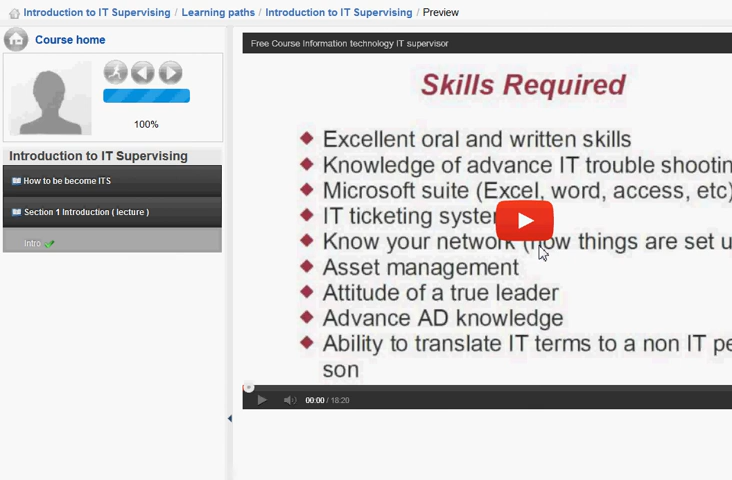 Introduction to IT Supervising / Learning paths / Introduction to IT Supervising / Preview
Course home
100%
Introduction to IT Supervising
How to be become ITS
Section 1 Introduction ( lecture )
Intro
Free Course Information technology IT supervisor
Skills Required
Excellent oral and written skills
Knowledge of advance IT trouble shootin
Microsoft suite (Excel, word, access, etc)
IT ticketing system
Know your network (how things are set u
Asset management
Attitude of a true leader
Advance AD knowledge
Ability to translate IT terms to a non IT pe
son
00:00 / 18:20